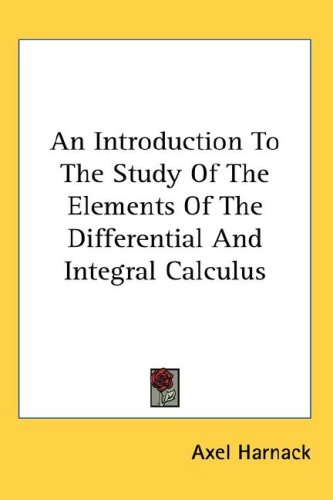 An Introduction To
The Study Of The
Elements Of The
Differential And
Integral Calculus
Axel Harnack